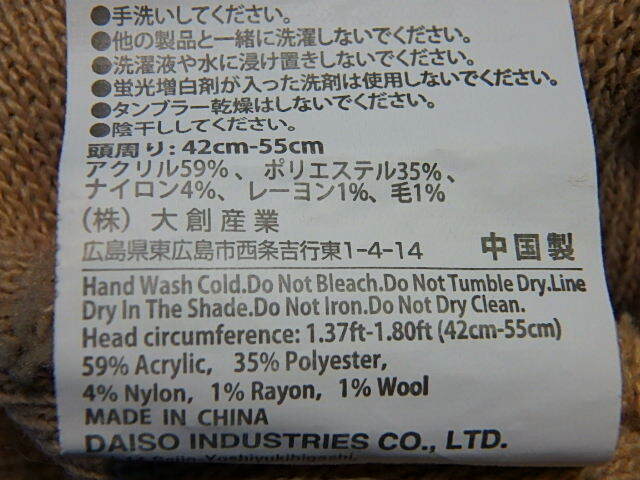 ●手洗いしてください。
●他の製品と一緒に洗濯しないでください。
●洗濯液や水に浸け置きしないでください。
●蛍光増白剤が入った洗剤は使用しないでください。
●タンブラー乾燥はしないでください。
●陰干ししてください。
頭周り:42cm-55cm
アクリル59%、ポリエステル35%、
ナイロン4%、レーヨン1%、毛1%
(株)大創産業
広島県東広島市西条吉行東1-4-14 中国製
Hand Wash Cold.Do Not Bleach.Do Not Tumble Dry.Line
Dry In The Shade.Do Not Iron.Do Not Dry Clean.
Head circumference: 1.37ft-1.80ft (42cm-55cm)
59% Acrylic, 35% Polyester,
4% Nylon, 1% Rayon, 1% Wool
MADE IN CHINA
DAISO INDUSTRIES CO., LTD.
Saijo-Yoshiyukihigashi,